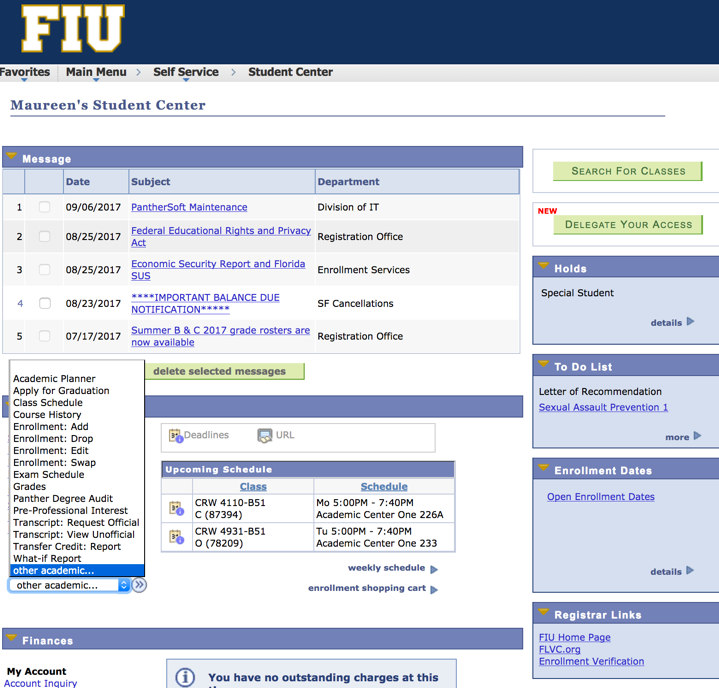 FIU
Favorites Main Menu > Self Service > Student Center
Maureen's Student Center
Message
Date Subject Department
1 09/06/2017 PantherSoft Maintenance Division of IT
2 08/25/2017 Federal Educational Rights and Privacy Act Registration Office
3 08/25/2017 Economic Security Report and Florida SUS Enrollment Services
4 08/23/2017 ****IMPORTANT BALANCE DUE NOTIFICATION***** SF Cancellations
5 07/17/2017 Summer B & C 2017 grade rosters are now available Registration Office
delete selected messages
Academic Planner
Apply for Graduation
Class Schedule
Course History
Enrollment: Add
Enrollment: Drop
Enrollment: Edit
Enrollment: Swap
Exam Schedule
Grades
Panther Degree Audit
Pre-Professional Interest
Transcript: Request Official
Transcript: View Unofficial
Transfer Credit: Report
What-if Report
other academic...
other academic...
Deadlines URL
Upcoming Schedule
Class Schedule
CRW 4110-B51
C (87394)
Mo 5:00PM - 7:40PM
Academic Center One 226A
CRW 4931-B51
O (78209)
Tu 5:00PM - 7:40PM
Academic Center One 233
weekly schedule
enrollment shopping cart
Finances
My Account
Account Inquiry
You have no outstanding charges at this
SEARCH FOR CLASSES
NEW
DELEGATE YOUR ACCESS
Holds
Special Student
details
To Do List
Letter of Recommendation
Sexual Assault Prevention 1
more
Enrollment Dates
Open Enrollment Dates
details
Registrar Links
FIU Home Page
FLVC.org
Enrollment Verification